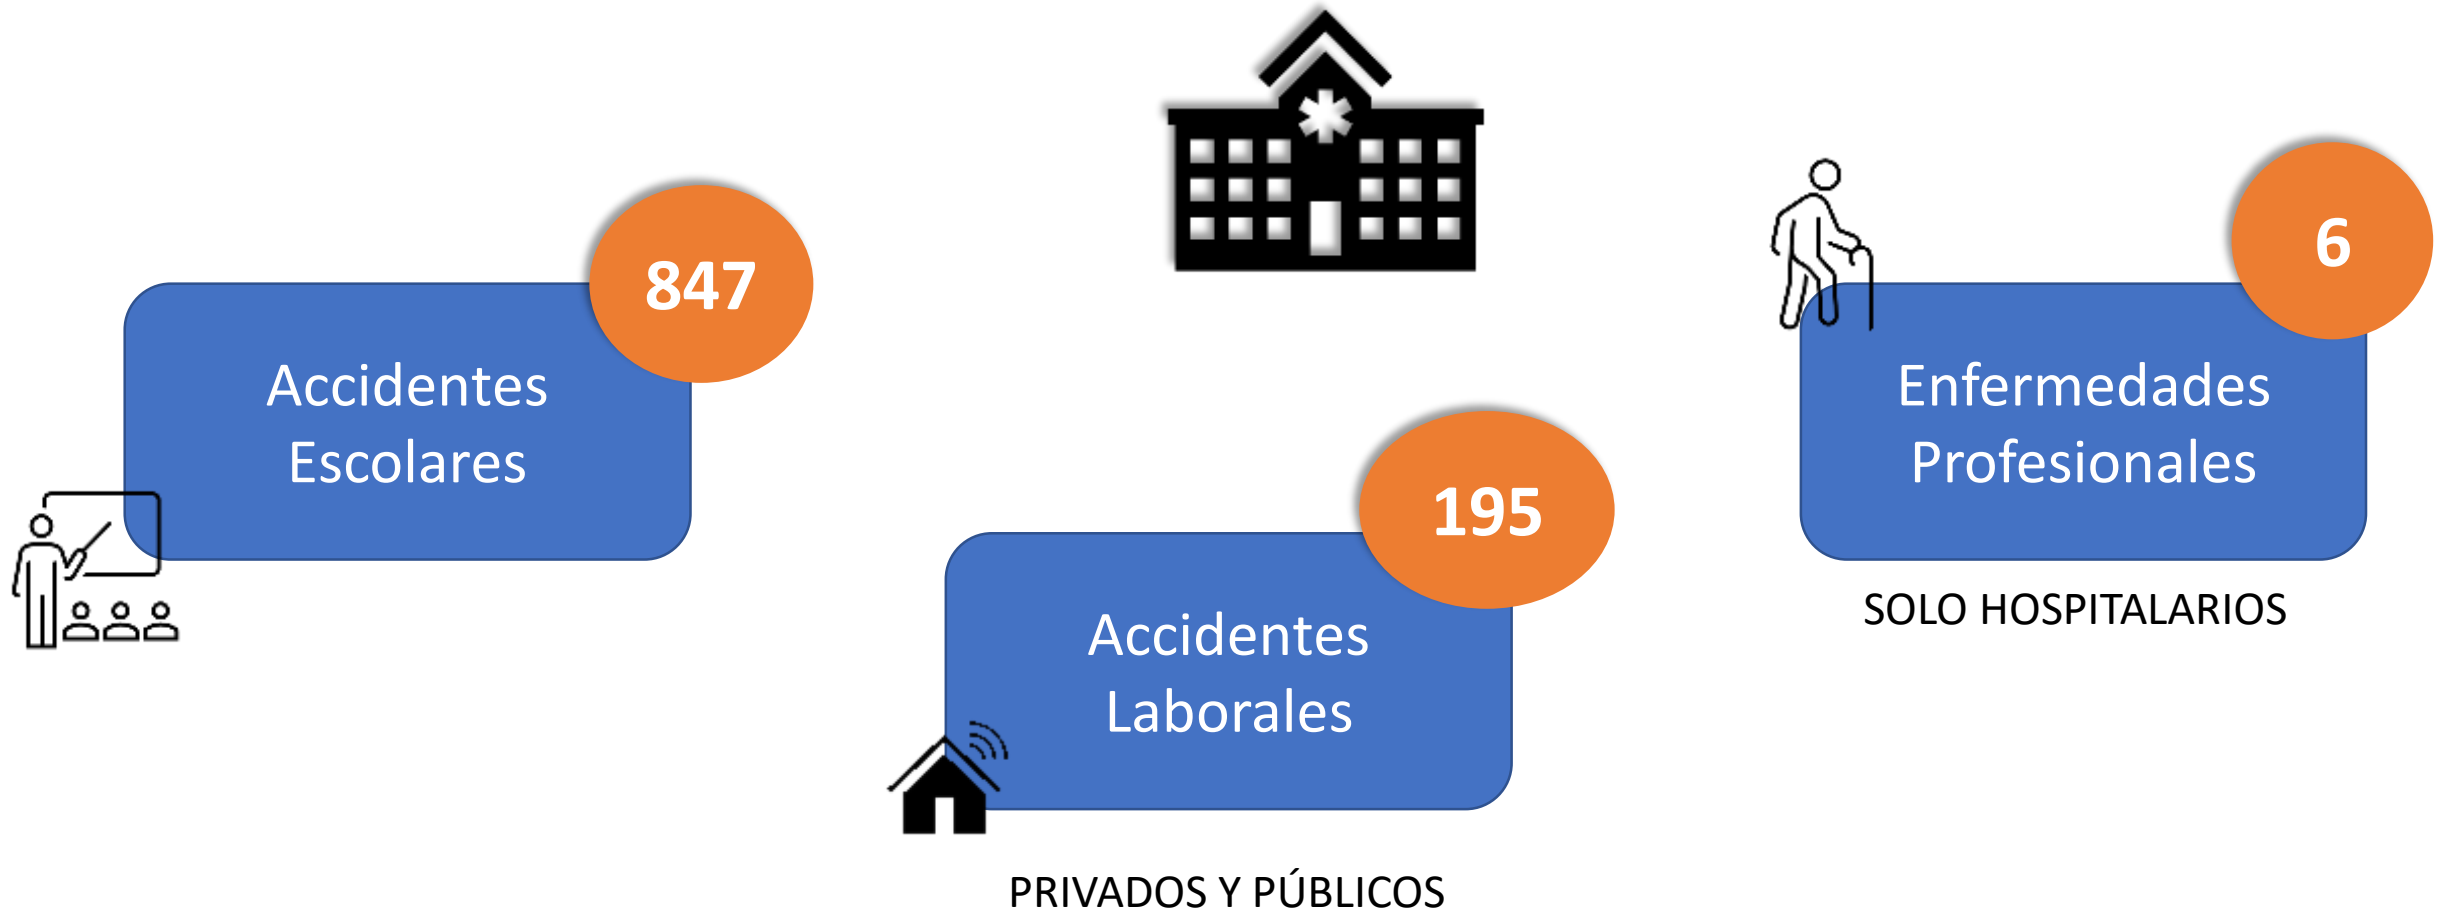 847
Accidentes
Escolares
195
Accidentes
Laborales
PRIVADOS Y PÚBLICOS
6
Enfermedades
Profesionales
SOLO HOSPITALARIOS